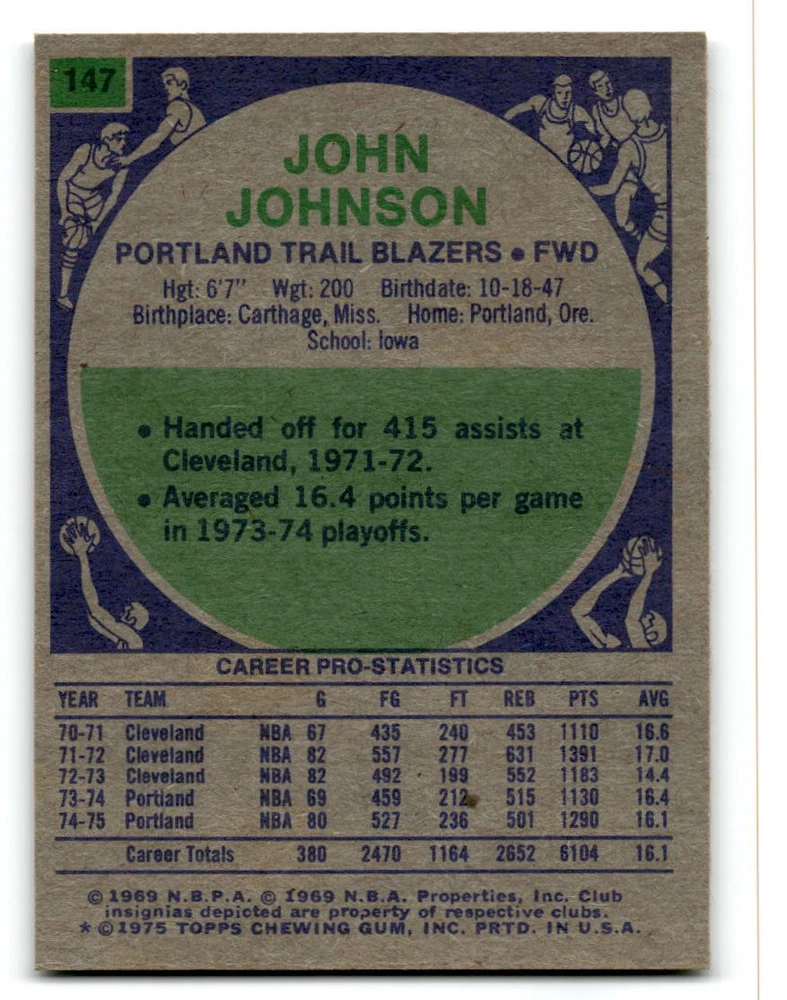 147
JOHN
JOHNSON
PORTLAND TRAIL BLAZERS • FWD
Hgt: 6'7" Wgt: 200 Birthdate: 10-18-47
Birthplace: Carthage, Miss. Home: Portland, Ore.
School: Iowa
• Handed off for 415 assists at
Cleveland, 1971-72.
• Averaged 16.4 points per game
in 1973-74 playoffs.
CAREER PRO-STATISTICS
YEAR TEAM G FG FT REB PTS AVG
70-71 Cleveland NBA 67 435 240 453 1110 16.6
71-72 Cleveland NBA 82 557 277 631 1391 17.0
72-73 Cleveland NBA 82 492 199 552 1183 14.4
73-74 Portland NBA 69 459 212 515 1130 16.4
74-75 Portland NBA 80 527 236 501 1290 16.1
Career Totals 380 2470 1164 2652 6104 16.1
© 1969 N.B.P.A. © 1969 N.B.A. Properties, Inc. Club
insignias depicted are property of respective clubs.
* © 1975 TOPPS CHEWING GUM, INC. PRTD. IN U.S.A.